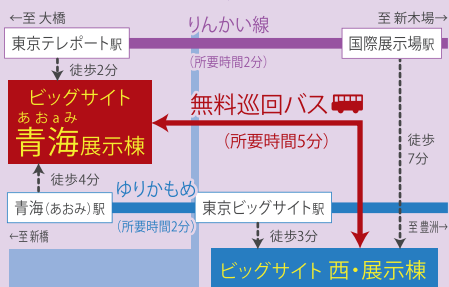 ←至 大橋
りんかい線
至 新木場→
東京テレポート駅
(所要時間2分)
国際展示場駅
徒歩2分
ビッグサイト
あおaみ
青海展示棟
無料巡回バス
(所要時間5分)
徒歩
7分
徒歩4分
ゆりかもめ
青海(あおみ)駅
(所要時間2分)
東京ビッグサイト駅
至 豊洲→
←至新橋
徒歩3分
ビッグサイト 西・展示棟